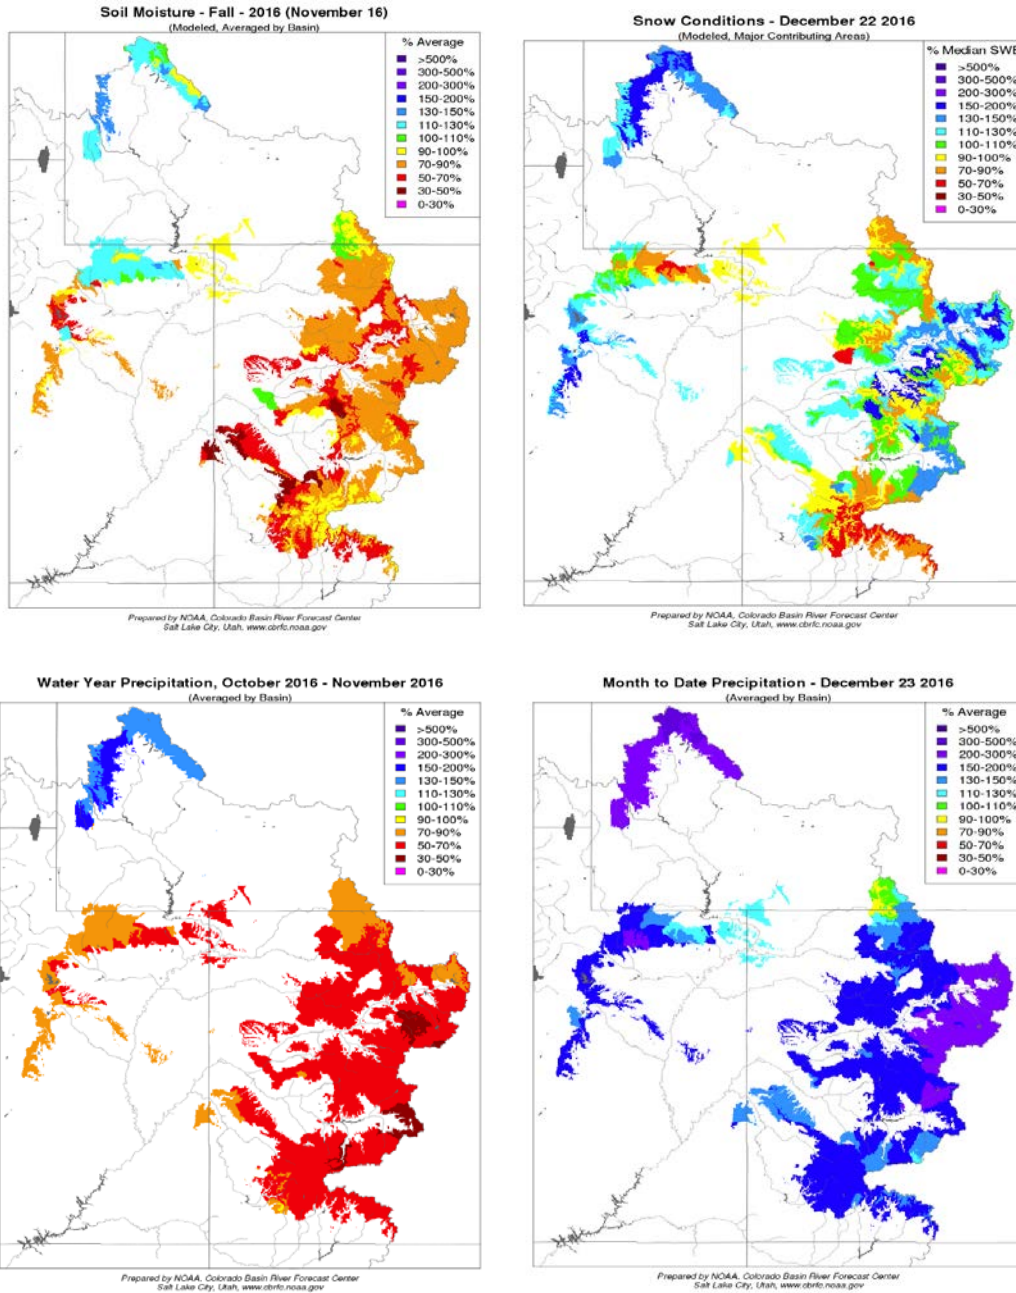 Soil Moisture - Fall - 2016 (November 16)
(Modeled, Averaged by Basin)
% Average
>500%
300-500%
200-300%
150-200%
130-150%
110-130%
100-110%
90-100%
70-90%
50-70%
30-50%
0-30%
Prepared by NOAA, Colorado Basin River Forecast Center
Salt Lake City, Utah, www.cbrfc.noaa.gov
Snow Conditions - December 22 2016
(Modeled, Major Contributing Areas)
% Median SWE
>500%
300-500%
200-300%
150-200%
130-150%
110-130%
100-110%
90-100%
70-90%
50-70%
30-50%
0-30%
Prepared by NOAA, Colorado Basin River Forecast Center
Salt Lake City, Utah, www.cbrfc.noaa.gov
Water Year Precipitation, October 2016 - November 2016
(Averaged by Basin)
% Average
>500%
300-500%
200-300%
150-200%
130-150%
110-130%
100-110%
90-100%
70-90%
50-70%
30-50%
0-30%
Prepared by NOAA, Colorado Basin River Forecast Center
Salt Lake City, Utah, www.cbrfc.noaa.gov
Month to Date Precipitation - December 23 2016
(Averaged by Basin)
% Average
>500%
300-500%
200-300%
150-200%
130-150%
110-130%
100-110%
90-100%
70-90%
50-70%
30-50%
0-30%
Prepared by NOAA, Colorado Basin River Forecast Center
Salt Lake City, Utah, www.cbrfc.noaa.gov